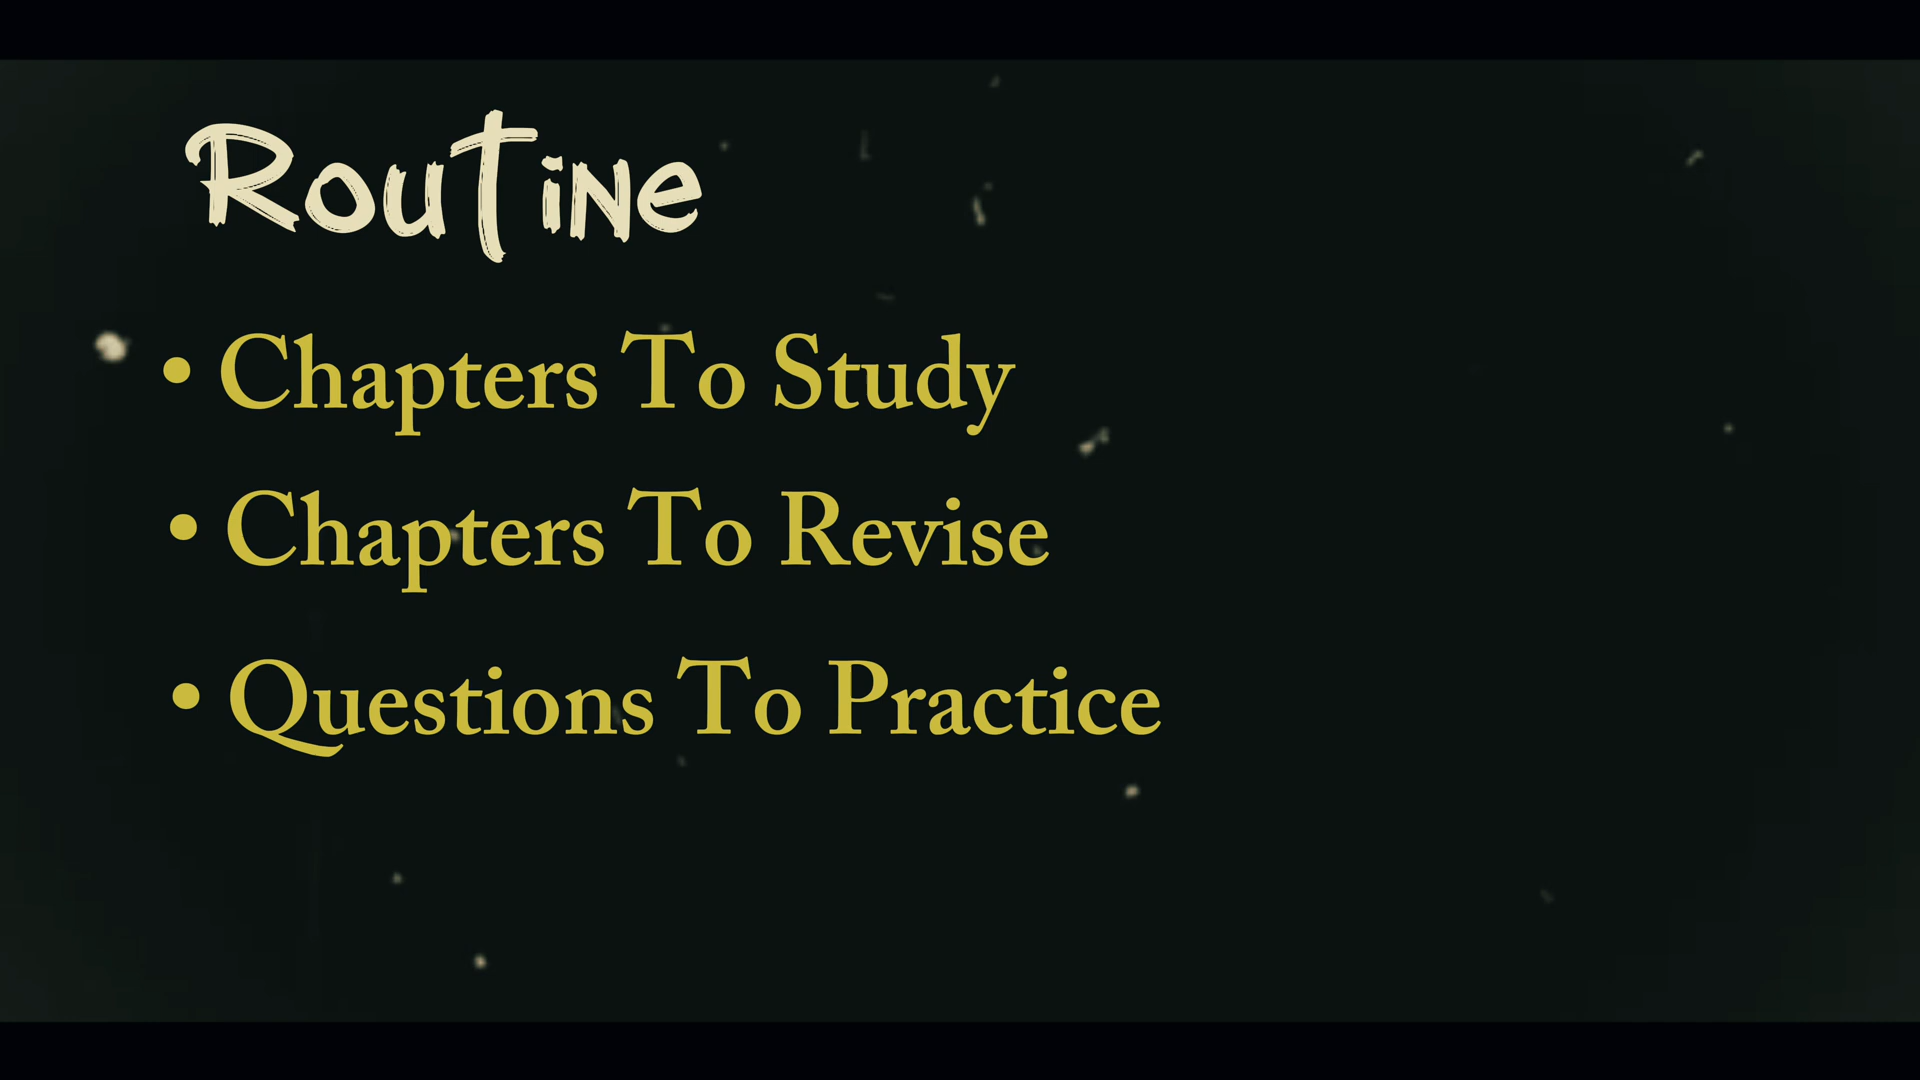 Routine
• Chapters To Study
• Chapters To Revise
• Questions To Practice